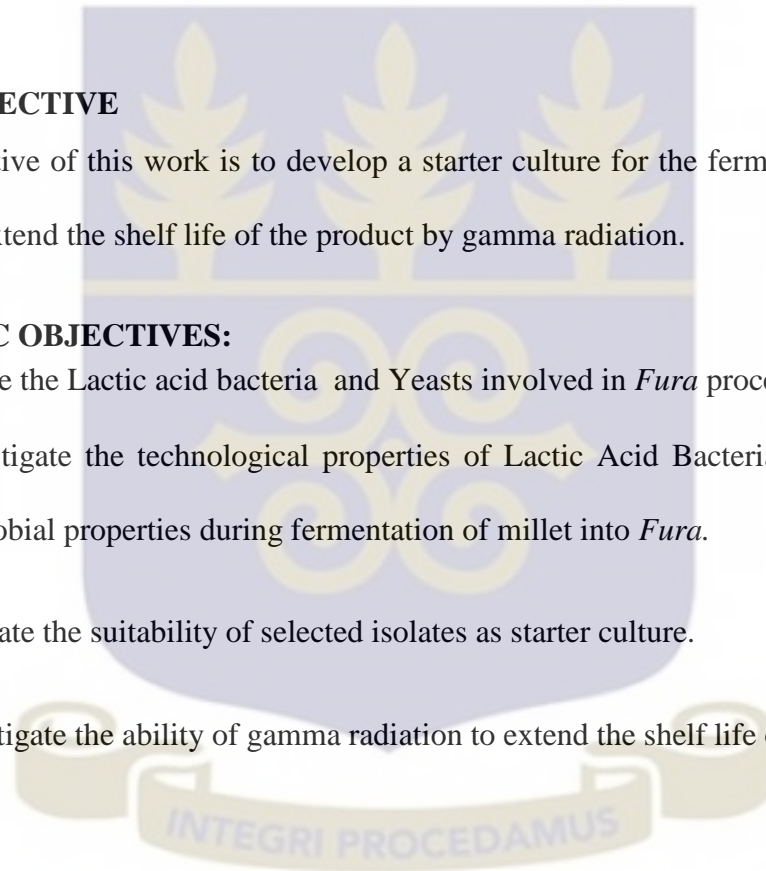 ECTIVE
tive of this work is to develop a starter culture for the ferm
xtend the shelf life of the product by gamma radiation.
C OBJECTIVES:
e the Lactic acid bacteria and Yeasts involved in Fura proce
tigate the technological properties of Lactic Acid Bacteria
obial properties during fermentation of millet into Fura.
ate the suitability of selected isolates as starter culture.
tigate the ability of gamma radiation to extend the shelf life
INTEGRI PROCEDAMUS